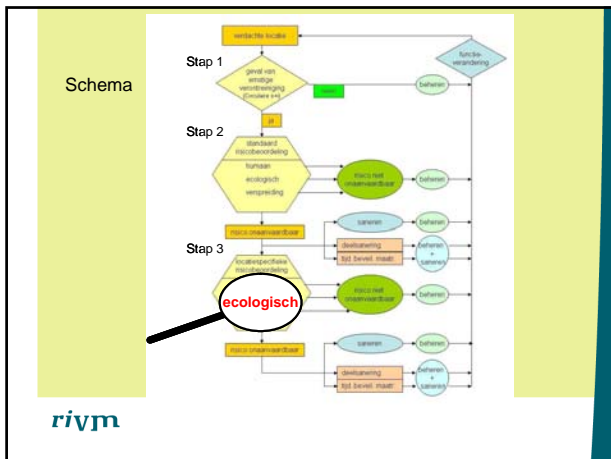 Schema
verdachte locatie
functie-
verandering
Stap 1
geval van
ernstige
verontreiniging
beheren
ja
Stap 2
standaard
risicobeoordeling
humaan
ecologisch
verspreiding
risico niet
onaanvaardbaar
beheren
risico onaanvaardbaar
saneren
beheren
deelsanering
tijd. beveil. maatr.
beheren
+
saneren
Stap 3
locatiespecifieke
risicobeoordeling
ecologisch
risico niet
onaanvaardbaar
beheren
risico onaanvaardbaar
saneren
beheren
deelsanering
tijd. beveil. maatr.
beheren
+
saneren
rivm